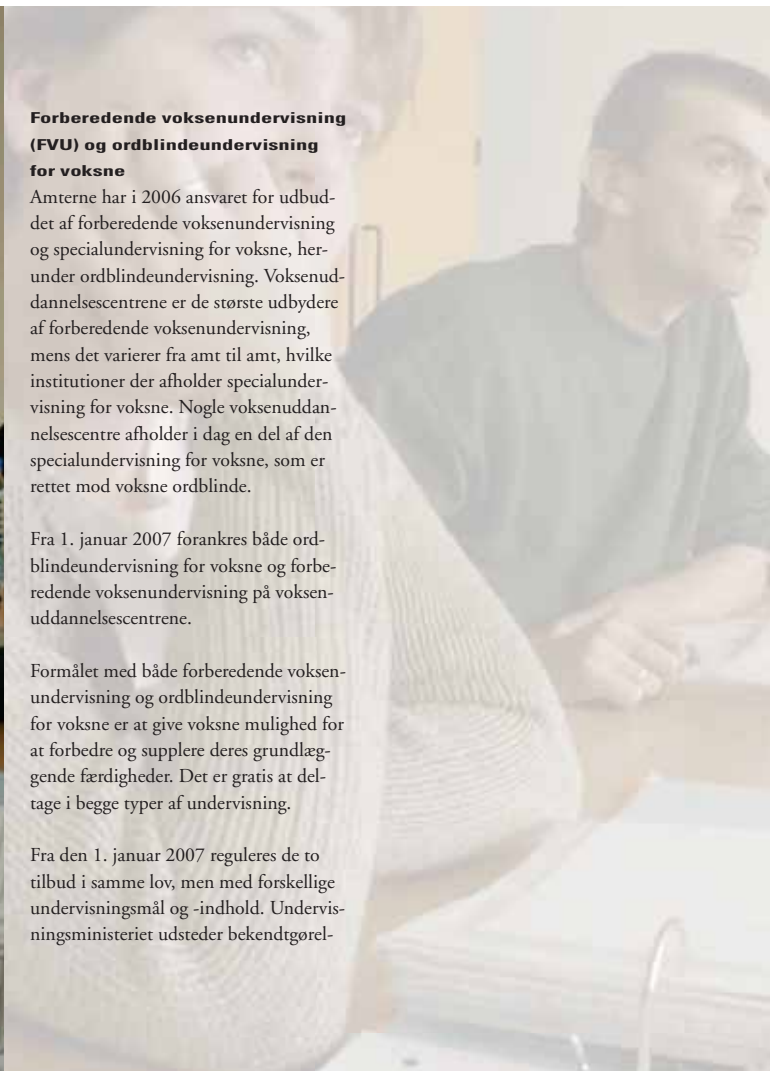 Forberedende voksenundervisning
(FVU) og ordblindeundervisning
for voksne
Amterne har i 2006 ansvaret for udbud-
det af forberedende voksenundervisning
og specialundervisning for voksne, her-
under ordblindeundervisning. Voksenud-
dannelsescentrene er de største udbydere
af forberedende voksenundervisning,
mens det varierer fra amt til amt, hvilke
institutioner der afholder specialunder-
visning for voksne. Nogle voksenuddan-
nelsescentre afholder i dag en del af den
specialundervisning for voksne, som er
rettet mod voksne ordblinde.
Fra 1. januar 2007 forankres både ord-
blindeundervisning for voksne og forbe-
redende voksenundervisning på voksen-
uddannelsescentrene.
Formålet med både forberedende voksen-
undervisning og ordblindeundervisning
for voksne er at give voksne mulighed for
at forbedre og supplere deres grundlæg-
gende færdigheder. Det er gratis at del-
tage i begge typer af undervisning.
Fra den 1. januar 2007 reguleres de to
tilbud i samme lov, men med forskellige
undervisningsmål og -indhold. Undervis-
ningsministeriet udsteder bekendtgørel-